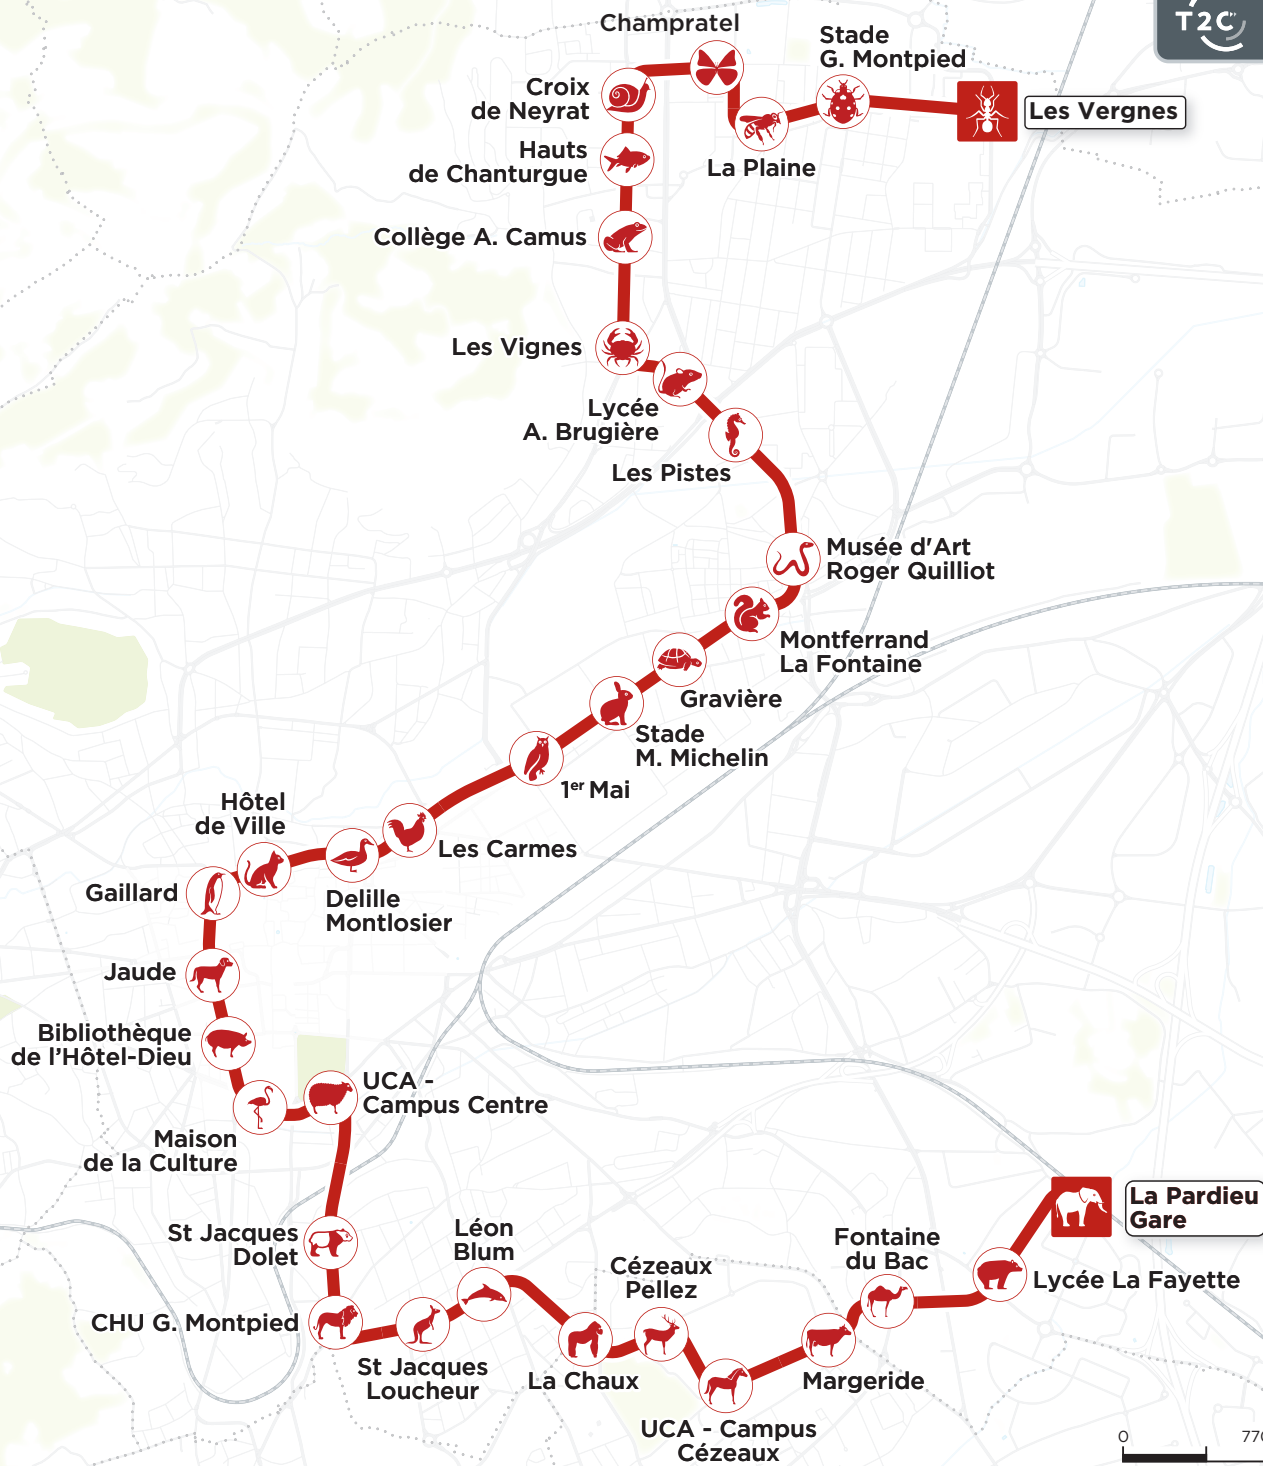 T2C
Champratel
Stade
G. Montpied
Croix
de Neyrat
Les Vergnes
Hauts
de Chanturgue
La Plaine
Collège A. Camus
Les Vignes
Lycée
A. Brugière
Les Pistes
Musée d'Art
Roger Quilliot
Montferrand
La Fontaine
Gravière
Stade
M. Michelin
1er Mai
Hôtel
de Ville
Les Carmes
Gaillard
Delille
Montlosier
Jaude
Bibliothèque
de l'Hôtel-Dieu
UCA -
Campus Centre
Maison
de la Culture
La Pardieu
Gare
St Jacques
Dolet
Léon
Blum
Fontaine
du Bac
Cézeaux
Pellez
Lycée La Fayette
CHU G. Montpied
St Jacques
Loucheur
La Chaux
Margeride
UCA - Campus
Cézeaux
0